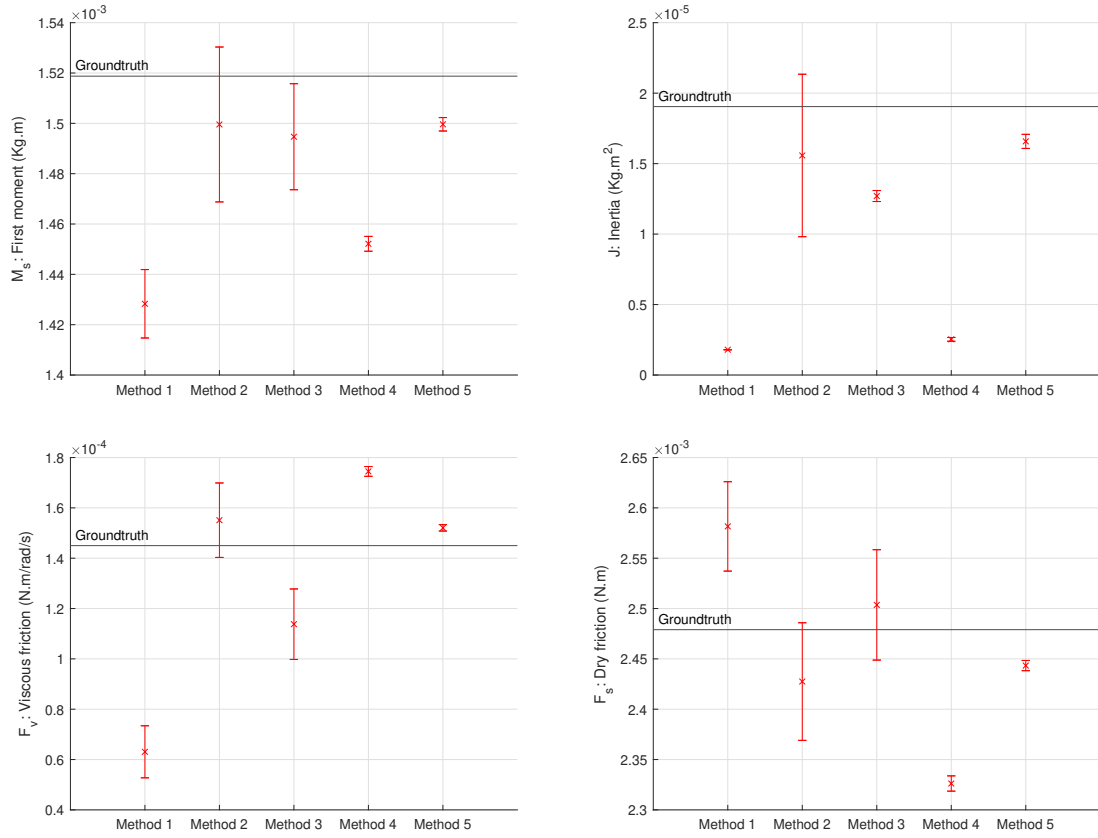 ×10⁻³
1.54
1.52
1.5
1.48
1.46
1.44
1.42
1.4
M_s: First moment (Kg.m)
Groundtruth
Method 1 Method 2 Method 3 Method 4 Method 5
×10⁻⁵
2.5
2
1.5
1
0.5
0
J: Inertia (Kg.m²)
Groundtruth
Method 1 Method 2 Method 3 Method 4 Method 5
×10⁻⁴
1.8
1.6
1.4
1.2
1
0.8
0.6
0.4
F_v: Viscous friction (N.m/rad/s)
Groundtruth
Method 1 Method 2 Method 3 Method 4 Method 5
×10⁻³
2.65
2.6
2.55
2.5
2.45
2.4
2.35
2.3
F_s: Dry friction (N.m)
Groundtruth
Method 1 Method 2 Method 3 Method 4 Method 5